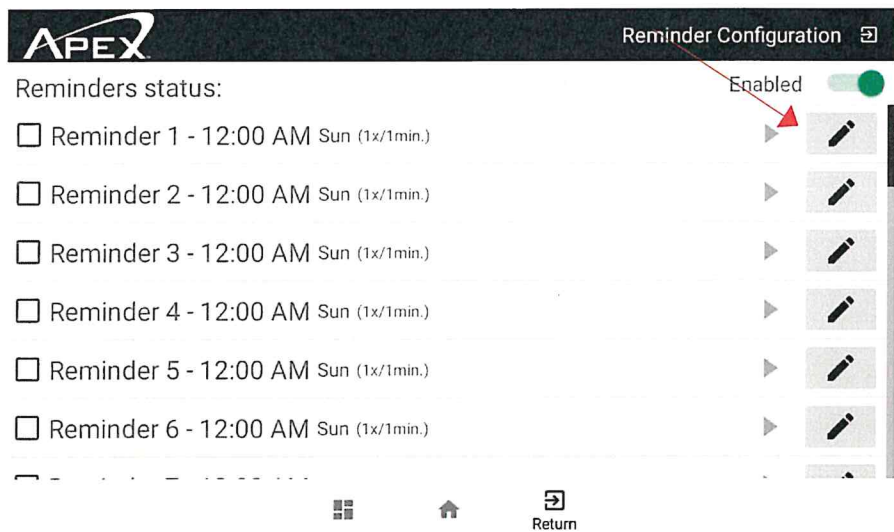 APEX
Reminder Configuration
Reminders status:
Enabled
Reminder 1 - 12:00 AM Sun (1x/1min.)
Reminder 2 - 12:00 AM Sun (1x/1min.)
Reminder 3 - 12:00 AM Sun (1x/1min.)
Reminder 4 - 12:00 AM Sun (1x/1min.)
Reminder 5 - 12:00 AM Sun (1x/1min.)
Reminder 6 - 12:00 AM Sun (1x/1min.)
Return